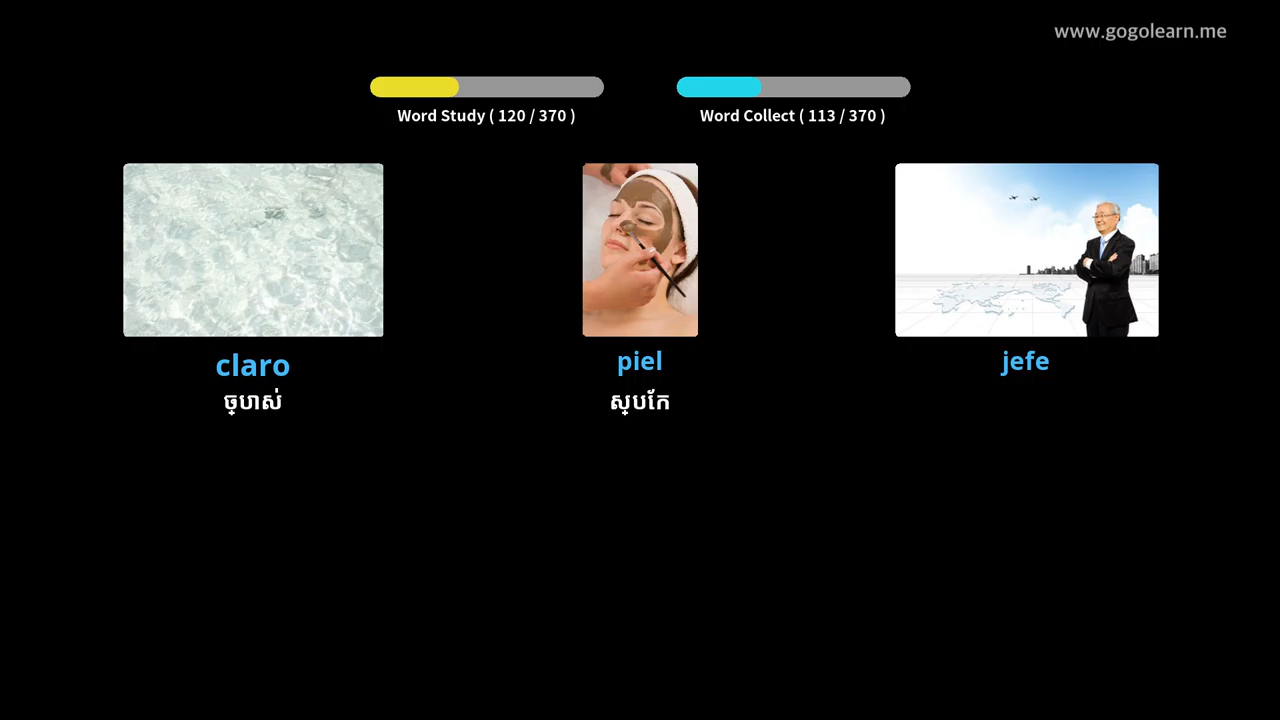 www.gogolearn.me
Word Study ( 120 / 370 )
Word Collect ( 113 / 370 )
claro
piel
jefe
ច្បាស់
ស្បែក